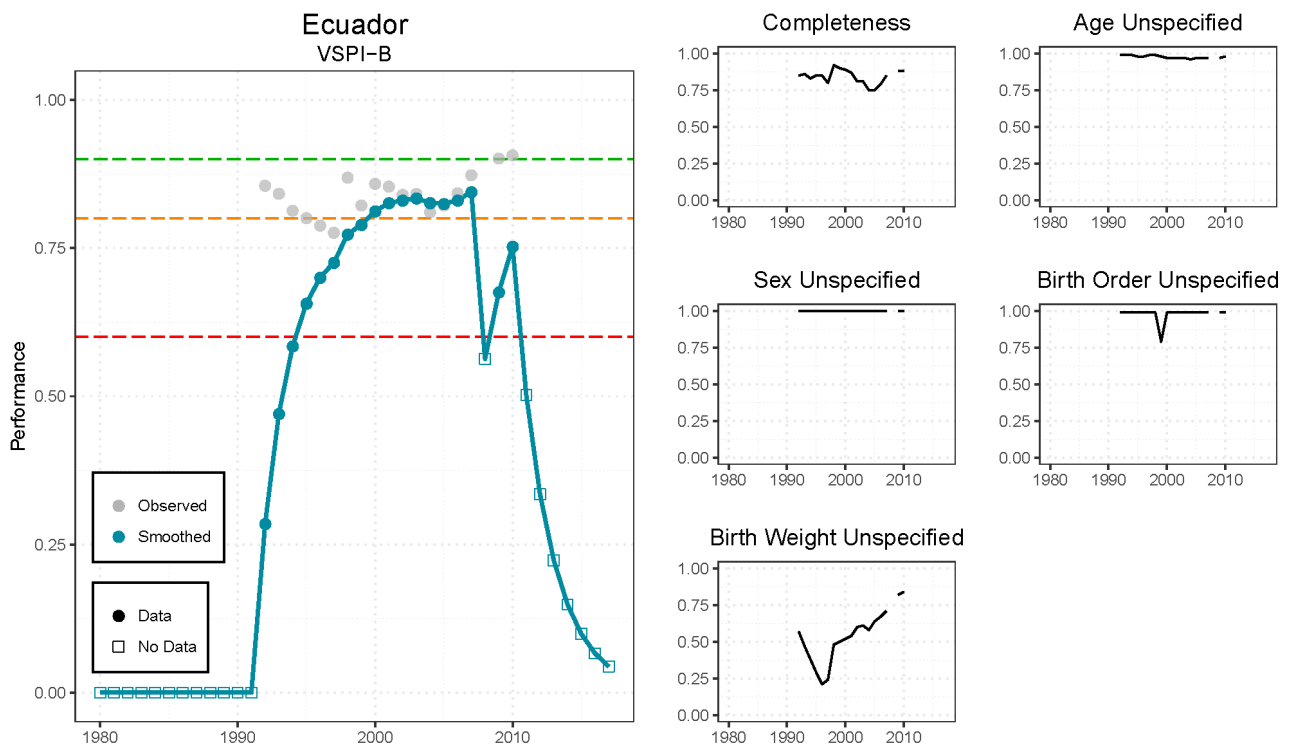 Ecuador
VSPI−B
Performance
1.00
0.75
0.50
0.25
0.00
1980 1990 2000 2010
Observed
Smoothed
Data
No Data
Completeness
1.00
0.75
0.50
0.25
0.00
1980 1990 2000 2010
Age Unspecified
1.00
0.75
0.50
0.25
0.00
1980 1990 2000 2010
Sex Unspecified
1.00
0.75
0.50
0.25
0.00
1980 1990 2000 2010
Birth Order Unspecified
1.00
0.75
0.50
0.25
0.00
1980 1990 2000 2010
Birth Weight Unspecified
1.00
0.75
0.50
0.25
0.00
1980 1990 2000 2010